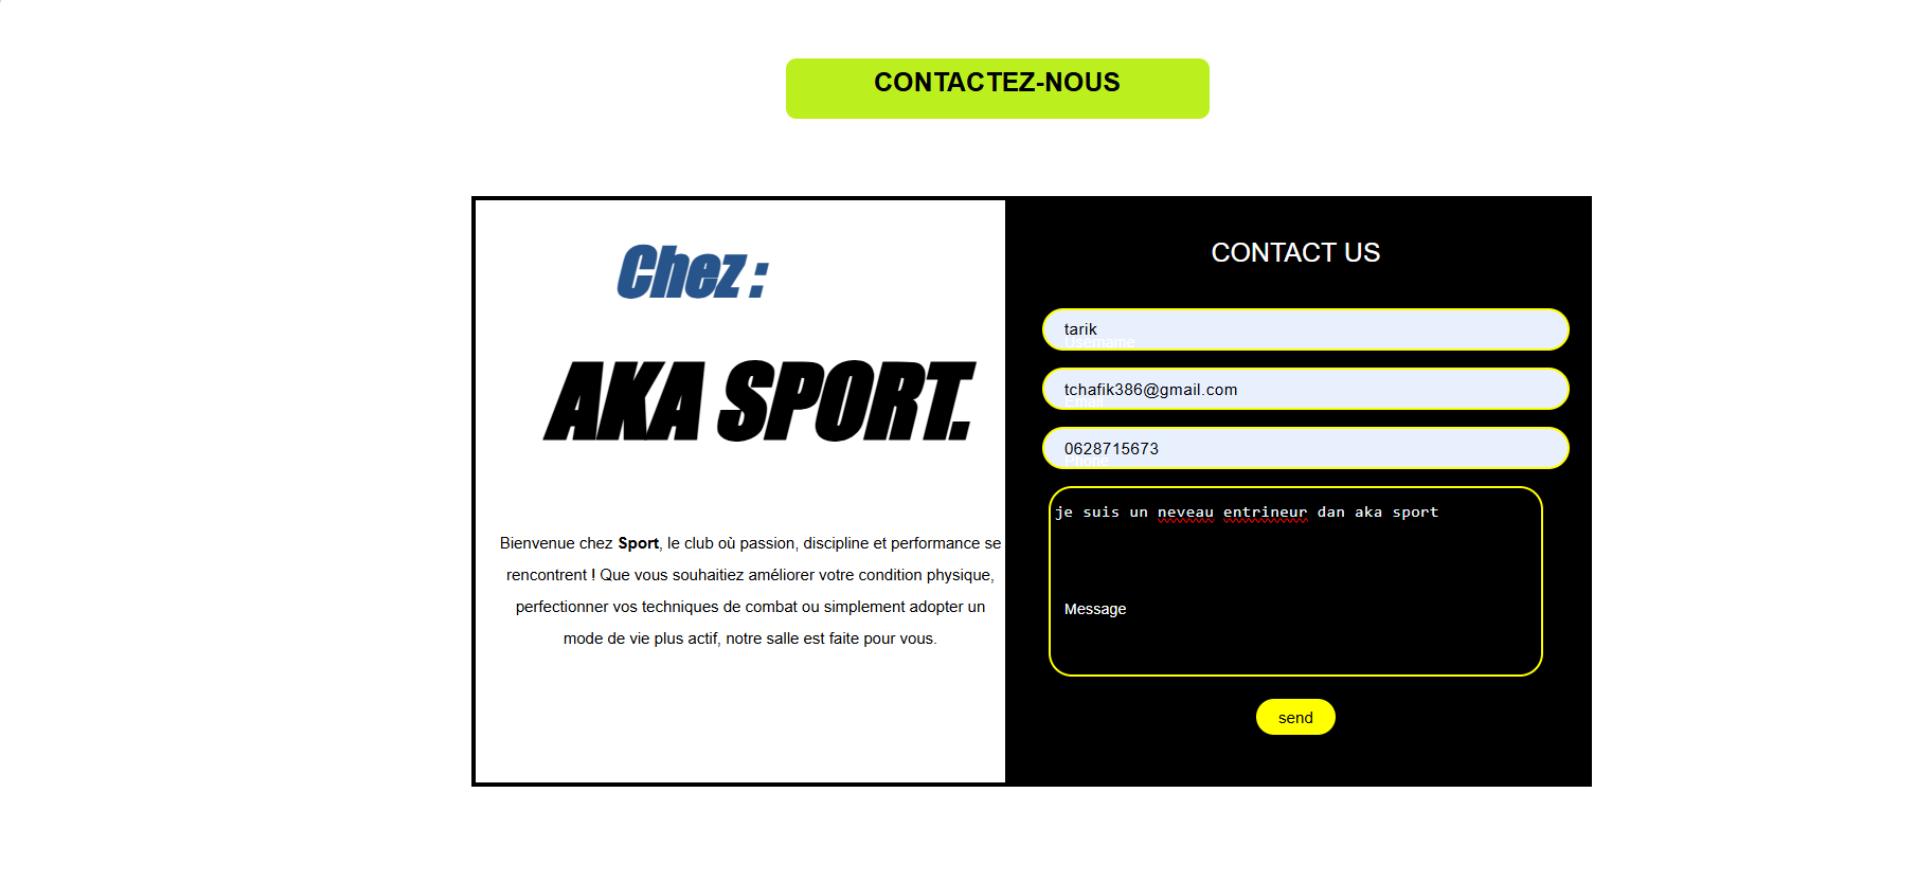 CONTACTEZ-NOUS
Chez :
AKA SPORT.
Bienvenue chez Sport, le club où passion, discipline et performance se
rencontrent ! Que vous souhaitiez améliorer votre condition physique,
perfectionner vos techniques de combat ou simplement adopter un
mode de vie plus actif, notre salle est faite pour vous.
CONTACT US
tarik
Username
tchafik386@gmail.com
Email
0628715673
Phone
je suis un neveau entrineur dan aka sport
Message
send